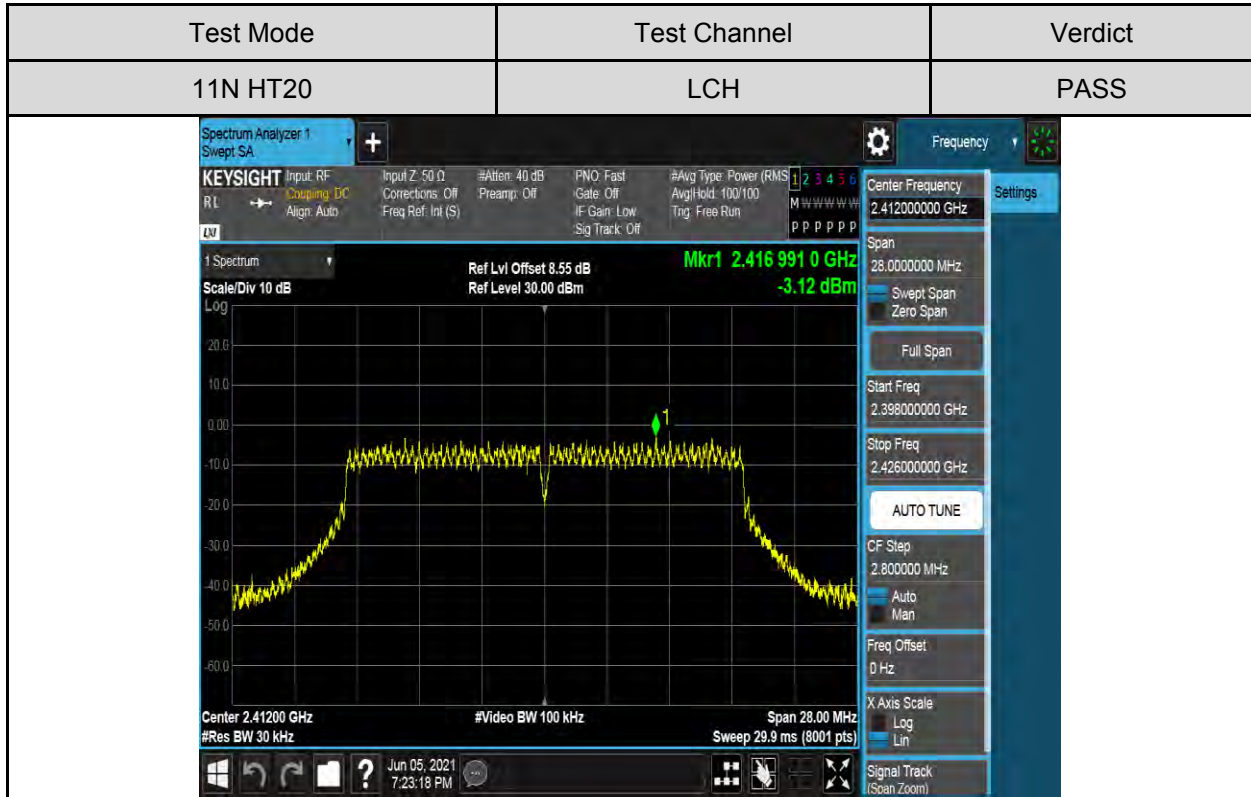 Test Mode Test Channel Verdict
11N HT20 LCH PASS
Spectrum Analyzer 1
Swept SA
+
Frequency
KEYSIGHT
RL
LXI
Input: RF
Coupling: DC
Align: Auto
Input Z: 50 Ω
Corrections: Off
Freq Ref: Int (S)
#Atten: 40 dB
Preamp: Off
PNO: Fast
Gate: Off
IF Gain: Low
Sig Track: Off
#Avg Type: Power (RMS
Avg|Hold: 100/100
Trig: Free Run
1 2 3 4 5 6
M W W W W W
P P P P P P
Center Frequency
2.412000000 GHz
Settings
1 Spectrum
Scale/Div 10 dB
Ref Lvl Offset 8.55 dB
Ref Level 30.00 dBm
Mkr1 2.416 991 0 GHz
-3.12 dBm
Log
20.0
10.0
0.00
-10.0
-20.0
-30.0
-40.0
-50.0
-60.0
1
Center 2.41200 GHz
#Res BW 30 kHz
#Video BW 100 kHz
Span 28.00 MHz
Sweep 29.9 ms (8001 pts)
Span
28.0000000 MHz
Swept Span
Zero Span
Full Span
Start Freq
2.398000000 GHz
Stop Freq
2.426000000 GHz
AUTO TUNE
CF Step
2.800000 MHz
Auto
Man
Freq Offset
0 Hz
X Axis Scale
Log
Lin
Signal Track
(Span Zoom)
?
Jun 05, 2021
7:23:18 PM